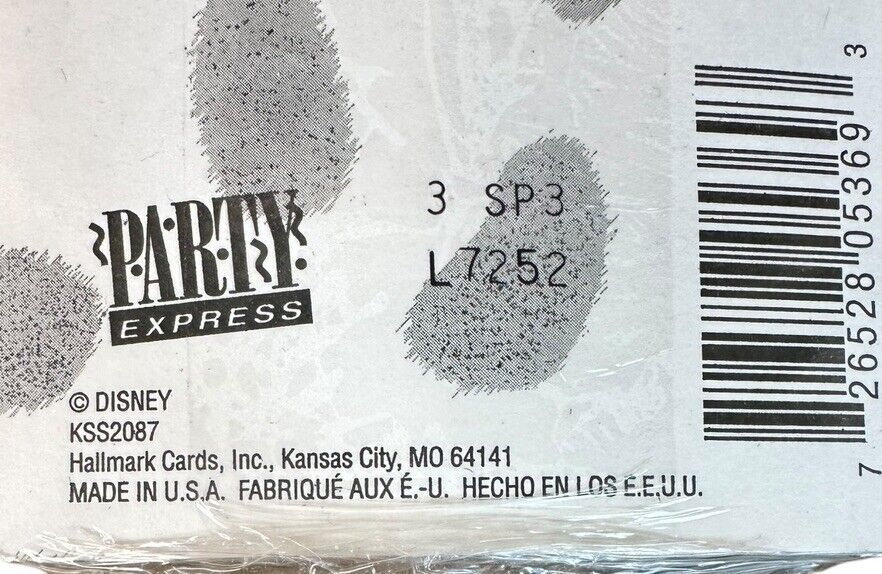 P·A·R·T·Y·
EXPRESS
3 SP3
L7252
© DISNEY
KSS2087
Hallmark Cards, Inc., Kansas City, MO 64141
MADE IN U.S.A. FABRIQUÉ AUX É.-U. HECHO EN LOS E.E.U.U.
7 26528 05369 3